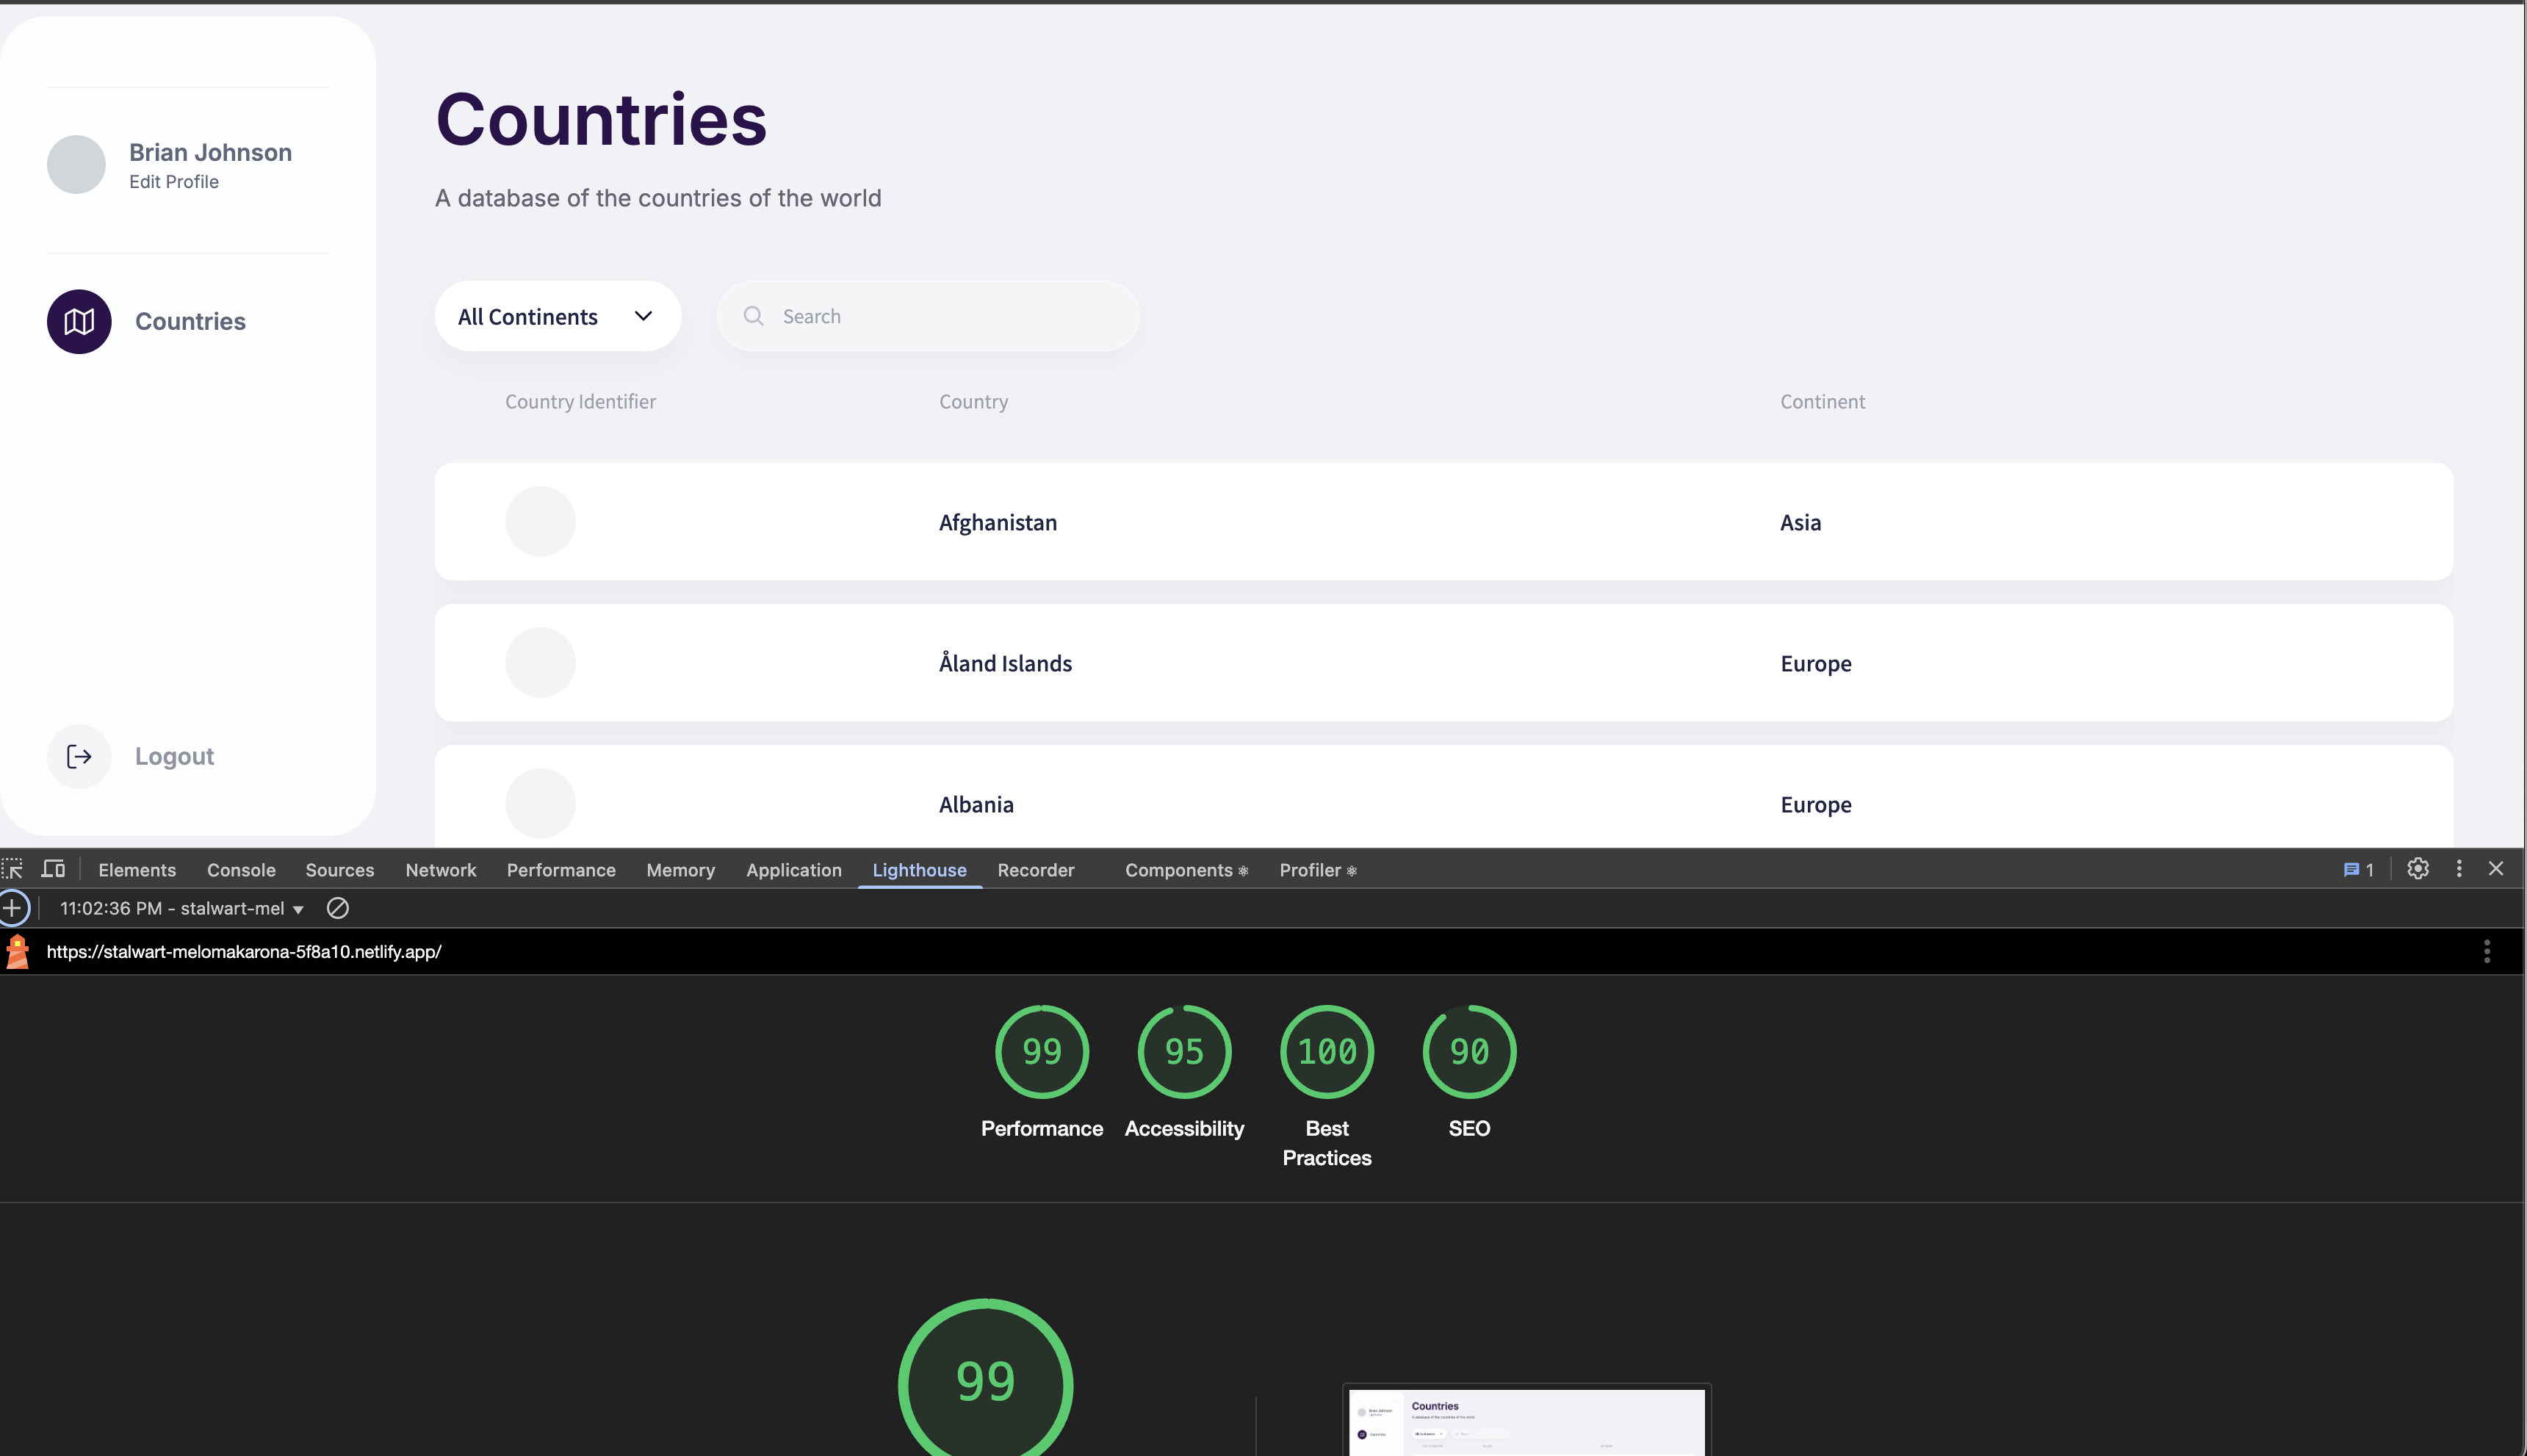 Brian Johnson
Edit Profile
Countries
Logout
Countries
A database of the countries of the world
All Continents
Search
Country Identifier Country Continent
Afghanistan Asia
Åland Islands Europe
Albania Europe
Elements Console Sources Network Performance Memory Application Lighthouse Recorder Components Profiler 1
11:02:36 PM - stalwart-mel
https://stalwart-melomakarona-5f8a10.netlify.app/
99 95 100 90
Performance Accessibility Best Practices SEO
99
Countries